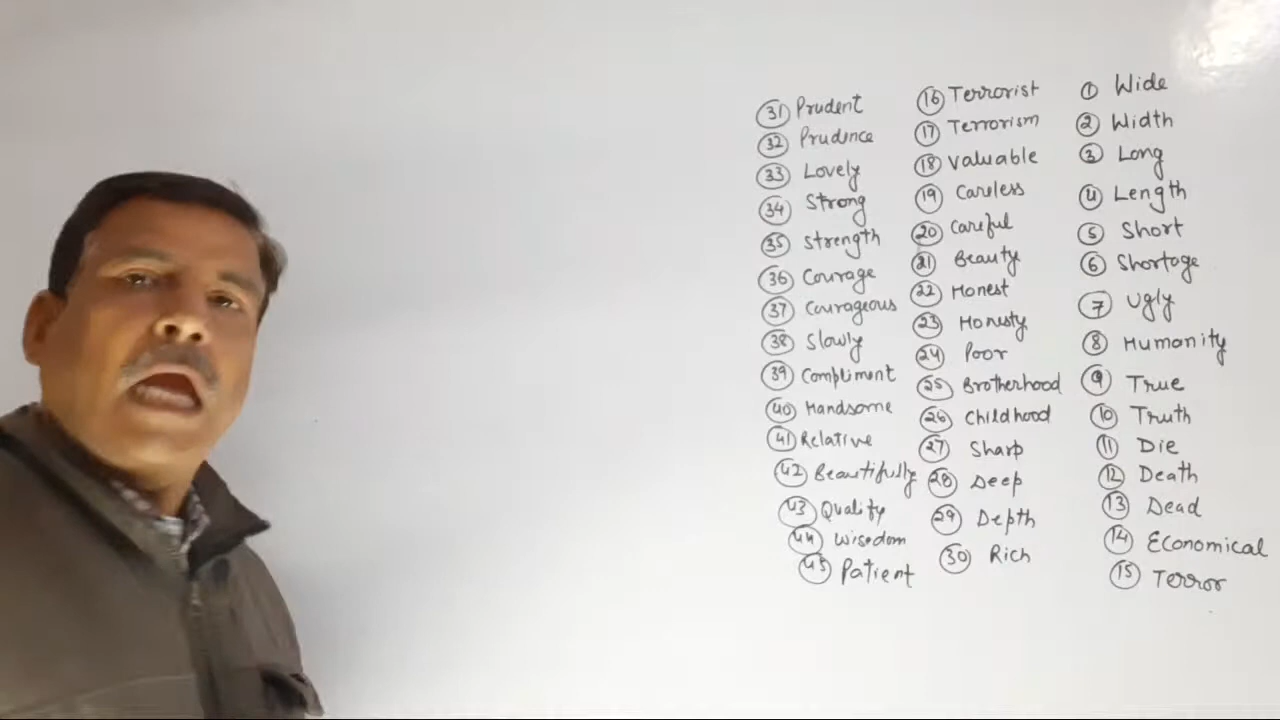 31 Prudent
32 Prudence
33 Lovely
34 Strong
35 Strength
36 Courage
37 Courageous
38 Slowly
39 Compliment
40 Handsome
41 Relative
42 Beautifully
43 Quality
44 Wisedom
45 Patient
16 Terrorist
17 Terrorism
18 Valuable
19 Careless
20 Careful
21 Beauty
22 Honest
23 Honesty
24 Poor
25 Brotherhood
26 Childhood
27 Sharp
28 Deep
29 Depth
30 Rich
1 Wide
2 Width
3 Long
4 Length
5 Short
6 Shortage
7 Ugly
8 Humanity
9 True
10 Truth
11 Die
12 Death
13 Dead
14 Economical
15 Terror